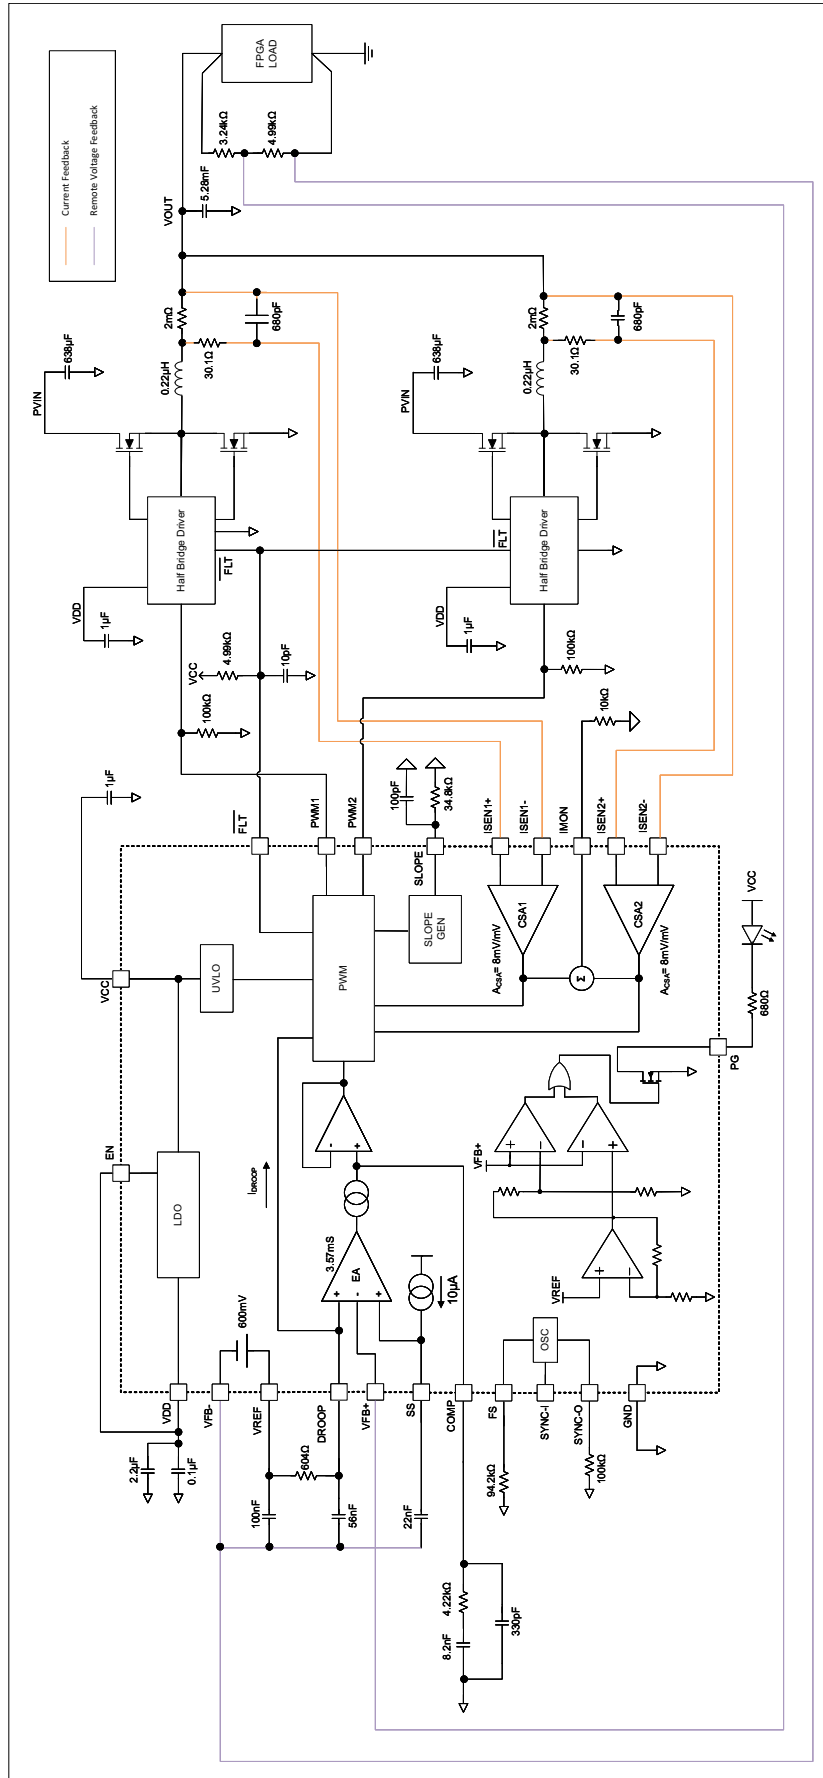 Current Feedback
Remote Voltage Feedback
FPGA
LOAD
3.24kΩ
4.99kΩ
5.28mF
VOUT
2mΩ
680pF
30.1Ω
0.22µH
638µF
PVIN
Half Bridge Driver
FLT
VDD
1µF
2mΩ
680pF
30.1Ω
0.22µH
638µF
PVIN
Half Bridge Driver
FLT
VDD
1µF
VCC
4.99kΩ
10pF
100kΩ
100kΩ
10kΩ
1µF
100pF
34.8kΩ
VCC
FLT
PWM1
PWM2
SLOPE
ISEN1+
ISEN1-
IMON
ISEN2+
ISEN2-
UVLO
PWM
SLOPE
GEN
CSA1
ACSA= 8mV/mV
Σ
CSA2
ACSA= 8mV/mV
VCC
680Ω
PG
EN
LDO
IDROOP
-
+
3.57mS
EA
+
-
+
10µA
600mV
VFB+
+
-
-
+
VREF
+
-
OSC
VDD
VFB-
VREF
DROOP
VFB+
SS
COMP
FS
SYNC-I
SYNC-O
GND
2.2µF
0.1µF
604Ω
100nF
56nF
22nF
94.2kΩ
100kΩ
4.22kΩ
8.2nF
330pF